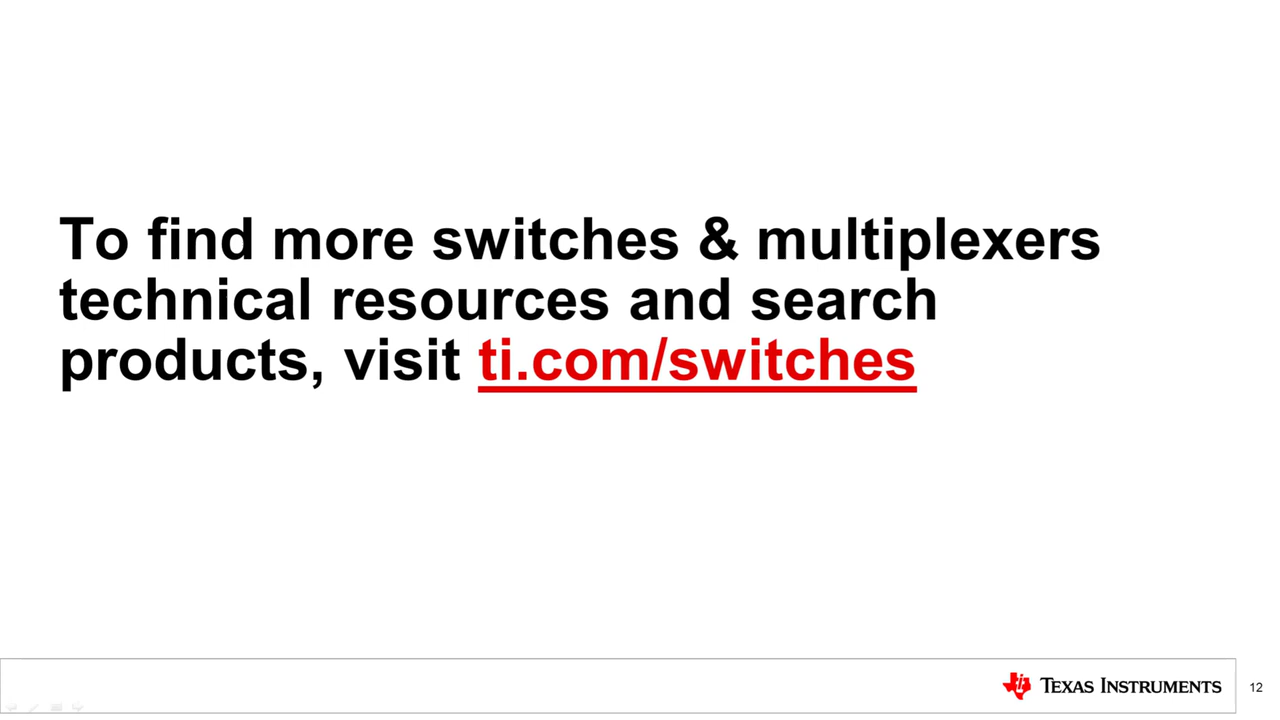 To find more switches & multiplexers
technical resources and search
products, visit ti.com/switches
TEXAS INSTRUMENTS
12